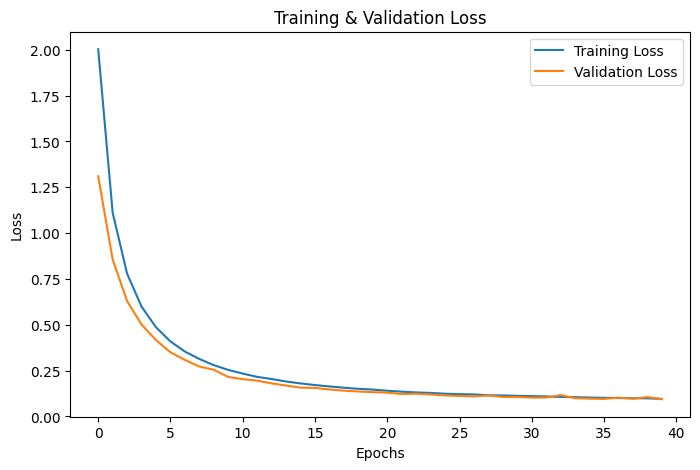 Training & Validation Loss
Training Loss
Validation Loss
2.00
1.75
1.50
1.25
1.00
0.75
0.50
0.25
0.00
Loss
0 5 10 15 20 25 30 35 40
Epochs